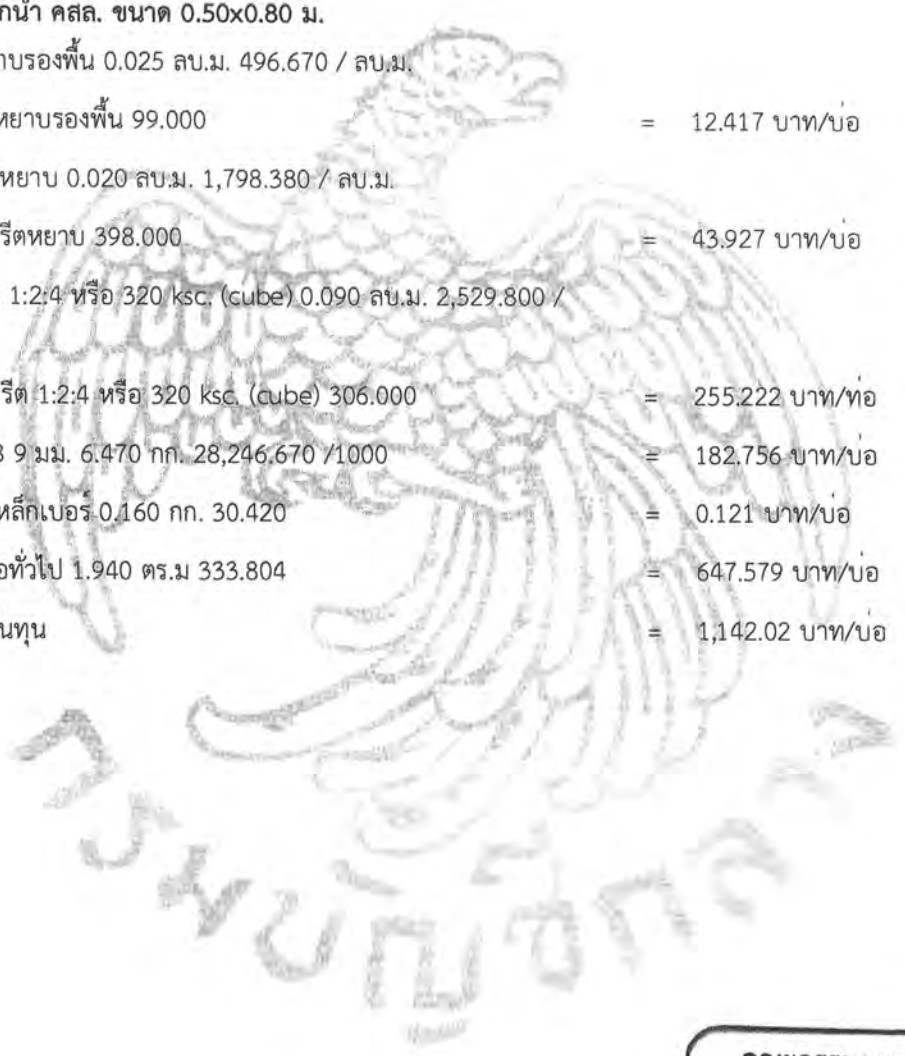 กน้ำ คสล. ขนาด 0.50x0.80 ม.
าบรองพื้น 0.025 ลบ.ม. 496.670 / ลบ.ม.
หยาบรองพื้น 99.000 = 12.417 บาท/บ่อ
หยาบ 0.020 ลบ.ม. 1,798.380 / ลบ.ม.
รีตหยาบ 398.000 = 43.927 บาท/บ่อ
1:2:4 หรือ 320 ksc. (cube) 0.090 ลบ.ม. 2,529.800 /
รีต 1:2:4 หรือ 320 ksc. (cube) 306.000 = 255.222 บาท/ท่อ
9 มม. 6.470 กก. 28,246.670 /1000 = 182.756 บาท/บ่อ
หล็กเบอร์ 0.160 กก. 30.420 = 0.121 บาท/บ่อ
อทั่วไป 1.940 ตร.ม 333.804 = 647.579 บาท/บ่อ
นทุน = 1,142.02 บาท/บ่อ